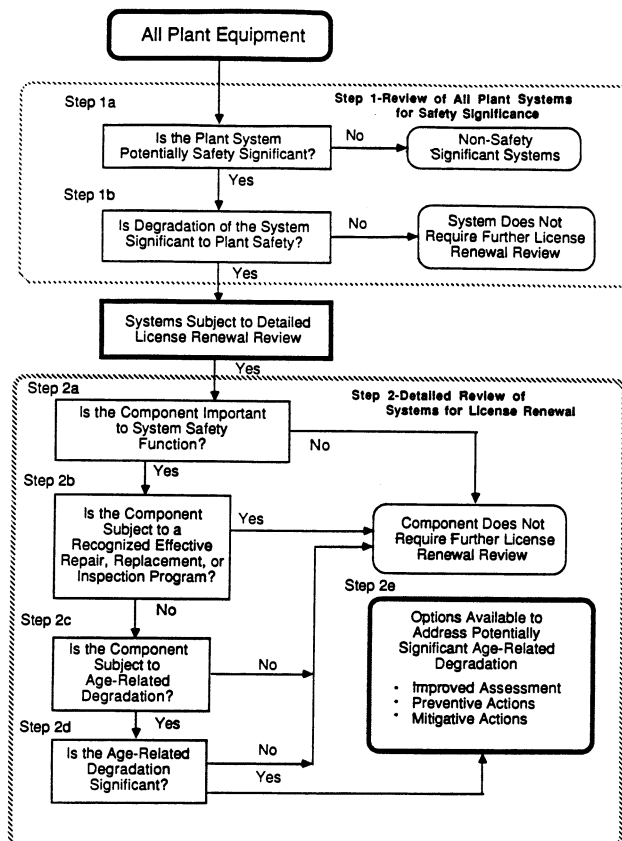 All Plant Equipment
Step 1a
Step 1-Review of All Plant Systems
for Safety Significance
Is the Plant System
Potentially Safety Significant?
No
Non-Safety
Significant Systems
Yes
Step 1b
Is Degradation of the System
Significant to Plant Safety?
No
System Does Not
Require Further License
Renewal Review
Yes
Systems Subject to Detailed
License Renewal Review
Yes
Step 2a
Step 2-Detailed Review of
Systems for License Renewal
Is the Component Important
to System Safety
Function?
No
Yes
Step 2b
Is the Component
Subject to a
Recognized Effective
Repair, Replacement, or
Inspection Program?
Yes
Component Does Not
Require Further License
Renewal Review
No
Step 2c
Is the Component
Subject to
Age-Related
Degradation?
No
Yes
Step 2d
Is the Age-Related
Degradation
Significant?
No
Yes
Step 2e
Options Available to
Address Potentially
Significant Age-Related
Degradation
• Improved Assessment
• Preventive Actions
• Mitigative Actions